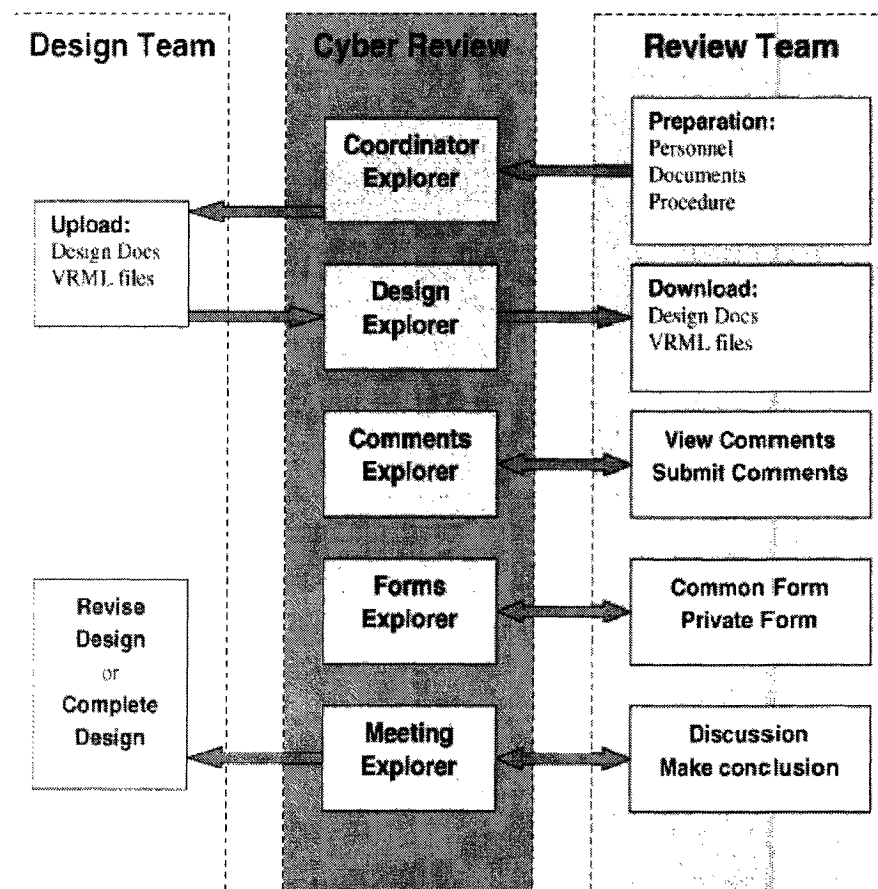 Design Team
Cyber Review
Review Team
Coordinator
Explorer
Preparation:
Personnel
Documents
Procedure
Upload:
Design Docs
VRML files
Design
Explorer
Download:
Design Docs
VRML files
Comments
Explorer
View Comments
Submit Comments
Forms
Explorer
Common Form
Private Form
Revise
Design
or
Complete
Design
Meeting
Explorer
Discussion
Make conclusion